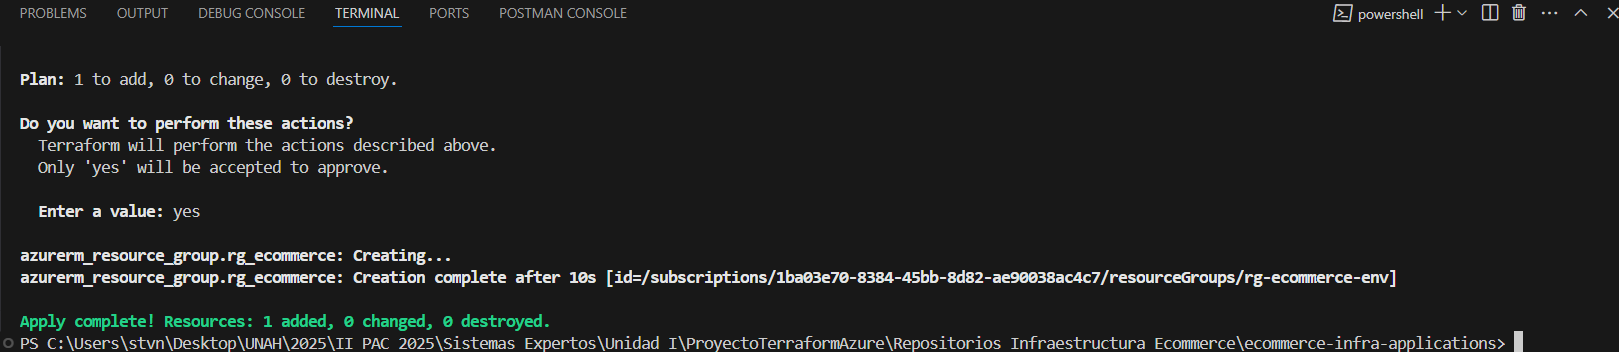 PROBLEMS OUTPUT DEBUG CONSOLE TERMINAL PORTS POSTMAN CONSOLE powershell
Plan: 1 to add, 0 to change, 0 to destroy.
Do you want to perform these actions?
Terraform will perform the actions described above.
Only 'yes' will be accepted to approve.
Enter a value: yes
azurerm_resource_group.rg_ecommerce: Creating...
azurerm_resource_group.rg_ecommerce: Creation complete after 10s [id=/subscriptions/1ba03e70-8384-45bb-8d82-ae90038ac4c7/resourceGroups/rg-ecommerce-env]
Apply complete! Resources: 1 added, 0 changed, 0 destroyed.
PS C:\Users\stvn\Desktop\UNAH\2025\II PAC 2025\Sistemas Expertos\Unidad I\ProyectoTerraformAzure\Repositorios Infraestructura Ecommerce\ecommerce-infra-applications>